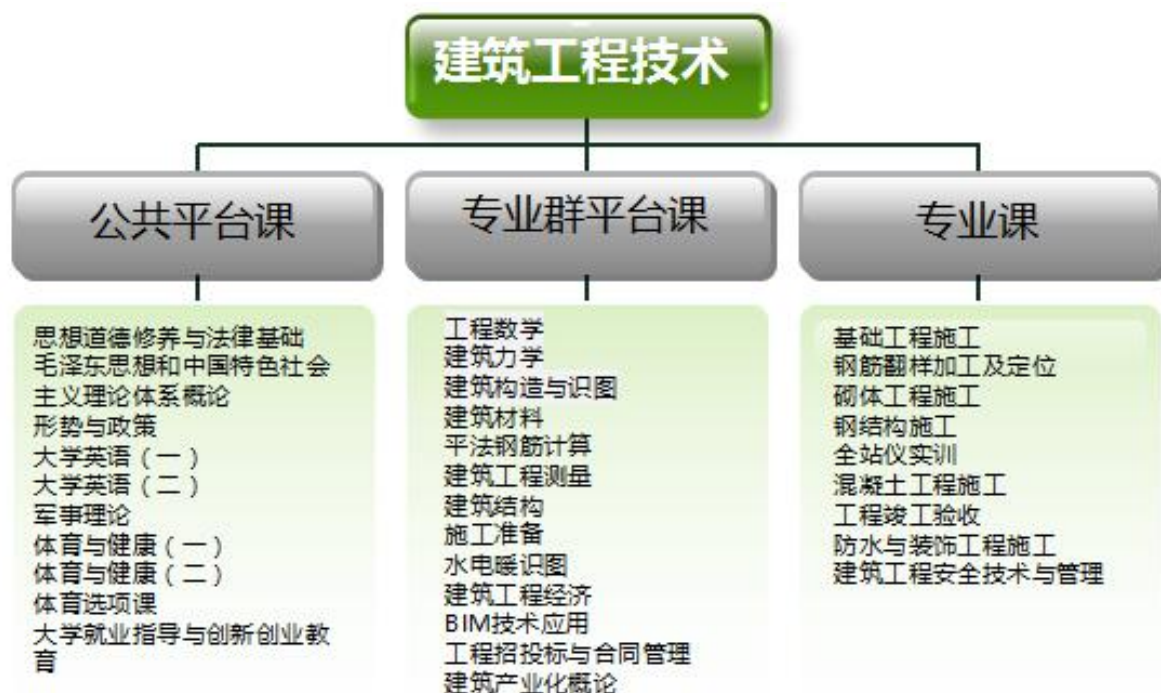 建筑工程技术
公共平台课
专业群平台课
专业课
思想道德修养与法律基础
毛泽东思想和中国特色社会
主义理论体系概论
形势与政策
大学英语（一）
大学英语（二）
军事理论
体育与健康（一）
体育与健康（二）
体育选项课
大学就业指导与创新创业教
育
工程数学
建筑力学
建筑构造与识图
建筑材料
平法钢筋计算
建筑工程测量
建筑结构
施工准备
水电暖识图
建筑工程经济
BIM技术应用
工程招投标与合同管理
建筑产业化概论
基础工程施工
钢筋翻样加工及定位
砌体工程施工
钢结构施工
全站仪实训
混凝土工程施工
工程竣工验收
防水与装饰工程施工
建筑工程安全技术与管理